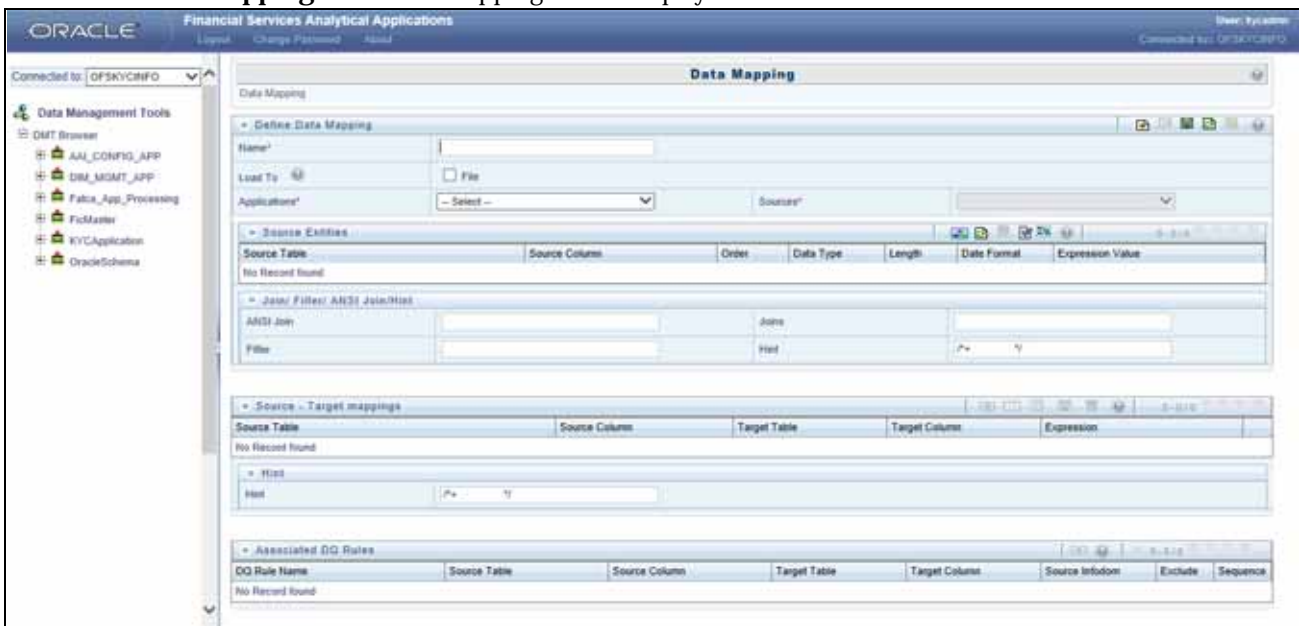 ORACLE
Financial Services Analytical Applications
User: kycadmin
Logout Change Password About
Connected to: OFSKYCINFO
Connected to: OFSKYCINFO
Data Management Tools
DMT Browser
AAI_CONFIG_APP
DIM_MGMT_APP
Fatca_App_Processing
FicMaster
KYCApplication
OracleSchema
Data Mapping
Data Mapping
Define Data Mapping
Name*
Load To File
Applications* -- Select -- Sources*
Source Entities
Source Table Source Column Order Data Type Length Date Format Expression Value
No Record found
Join/ Filter/ ANSI Join/Hint
ANSI Join Joins
Filter Hint /*+ */
Source - Target mappings
Source Table Source Column Target Table Target Column Expression
No Record found
Hint
Hint /*+ */
Associated DQ Rules
DQ Rule Name Source Table Source Column Target Table Target Column Source Infodom Exclude Sequence
No Record found